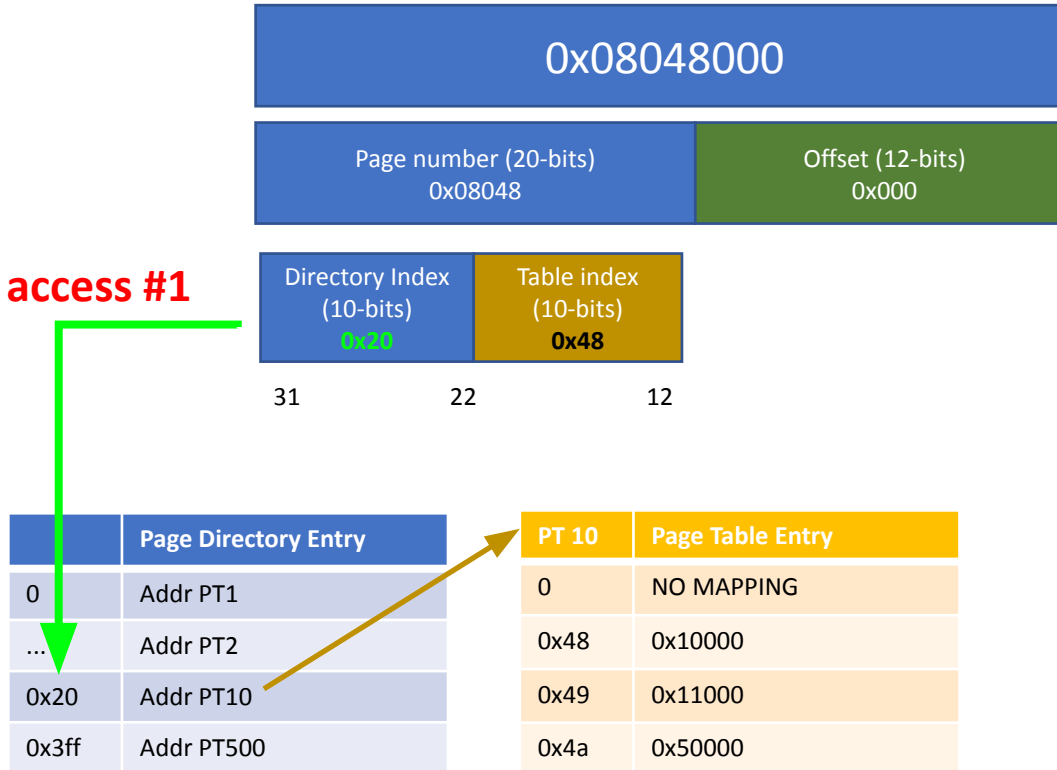 0x08048000
Page number (20-bits)
0x08048
Offset (12-bits)
0x000
access #1
Directory Index
(10-bits)
0x20
Table index
(10-bits)
0x48
31 22 12
Page Directory Entry
0 Addr PT1
... Addr PT2
0x20 Addr PT10
0x3ff Addr PT500
PT 10 Page Table Entry
0 NO MAPPING
0x48 0x10000
0x49 0x11000
0x4a 0x50000